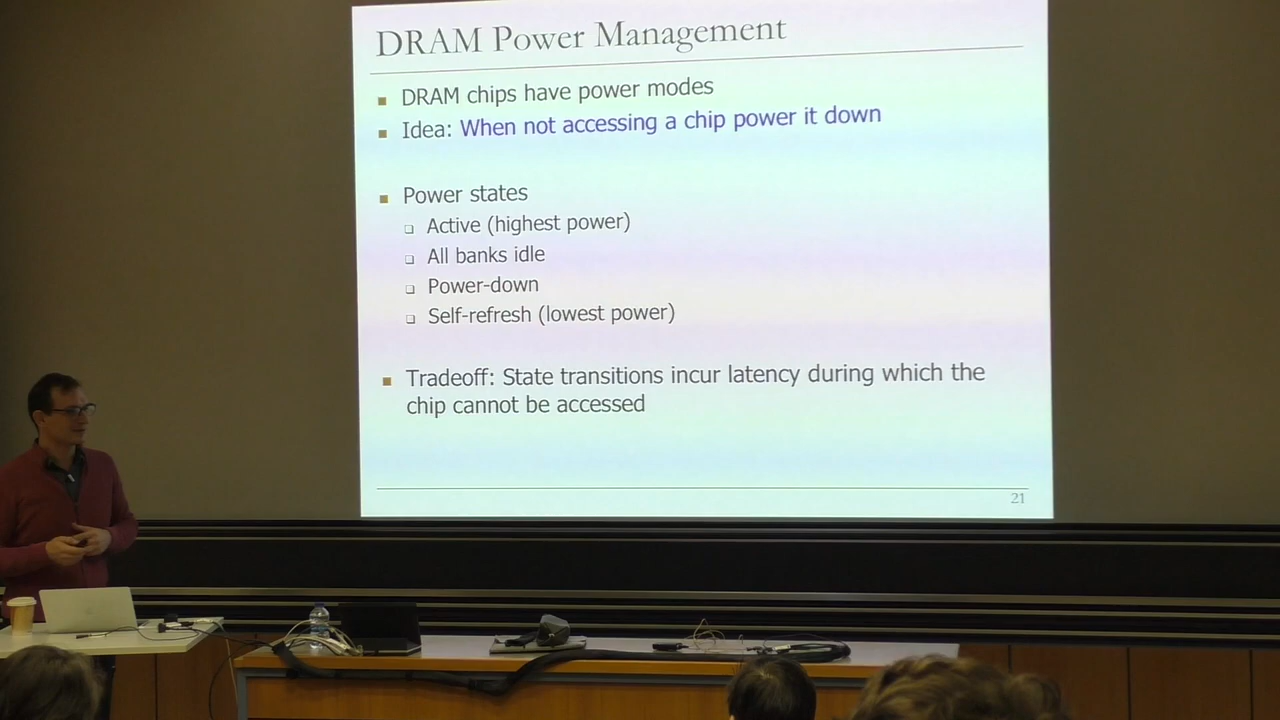 DRAM Power Management
DRAM chips have power modes
Idea: When not accessing a chip power it down
Power states
Active (highest power)
All banks idle
Power-down
Self-refresh (lowest power)
Tradeoff: State transitions incur latency during which the
chip cannot be accessed
21